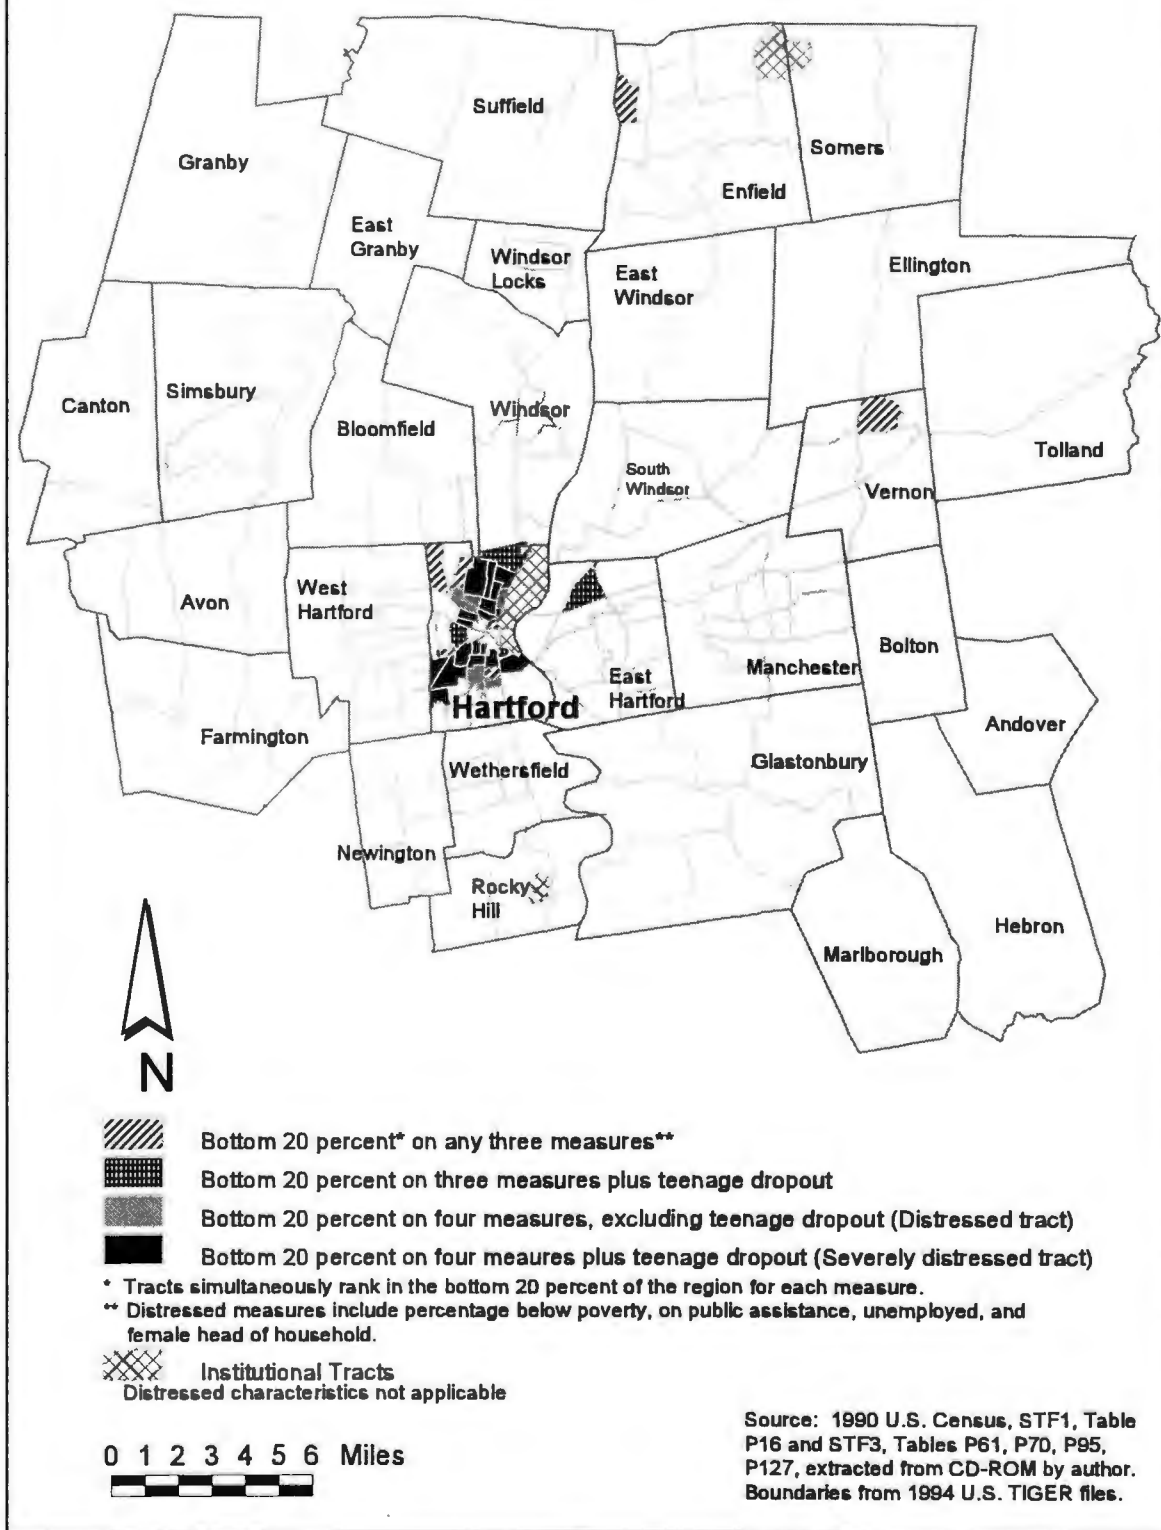 Suffield
Granby
Somers
Enfield
East
Granby
Windsor
Locks
East
Windsor
Ellington
Canton
Simsbury
Bloomfield
Windsor
South
Windsor
Vernon
Tolland
Avon
West
Hartford
Bolton
Manchester
East
Hartford
Hartford
Andover
Farmington
Wethersfield
Glastonbury
Newington
Rocky
Hill
Hebron
Marlborough
N
Bottom 20 percent* on any three measures**
Bottom 20 percent on three measures plus teenage dropout
Bottom 20 percent on four measures, excluding teenage dropout (Distressed tract)
Bottom 20 percent on four meaures plus teenage dropout (Severely distressed tract)
* Tracts simultaneously rank in the bottom 20 percent of the region for each measure.
** Distressed measures include percentage below poverty, on public assistance, unemployed, and
female head of household.
Institutional Tracts
Distressed characteristics not applicable
0 1 2 3 4 5 6 Miles
Source: 1990 U.S. Census, STF1, Table
P16 and STF3, Tables P61, P70, P95,
P127, extracted from CD-ROM by author.
Boundaries from 1994 U.S. TIGER files.